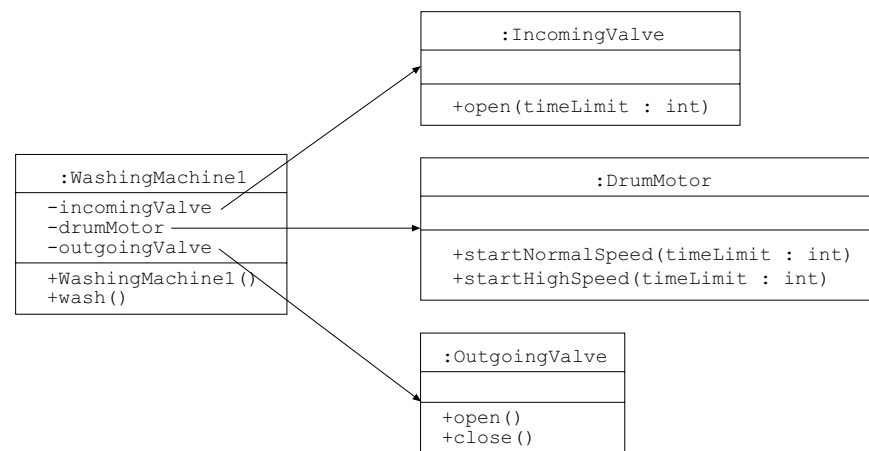 :IncomingValve
+open(timeLimit : int)
:WashingMachine1
-incomingValve
-drumMotor
-outgoingValve
+WashingMachine1()
+wash()
:DrumMotor
+startNormalSpeed(timeLimit : int)
+startHighSpeed(timeLimit : int)
:OutgoingValve
+open()
+close()